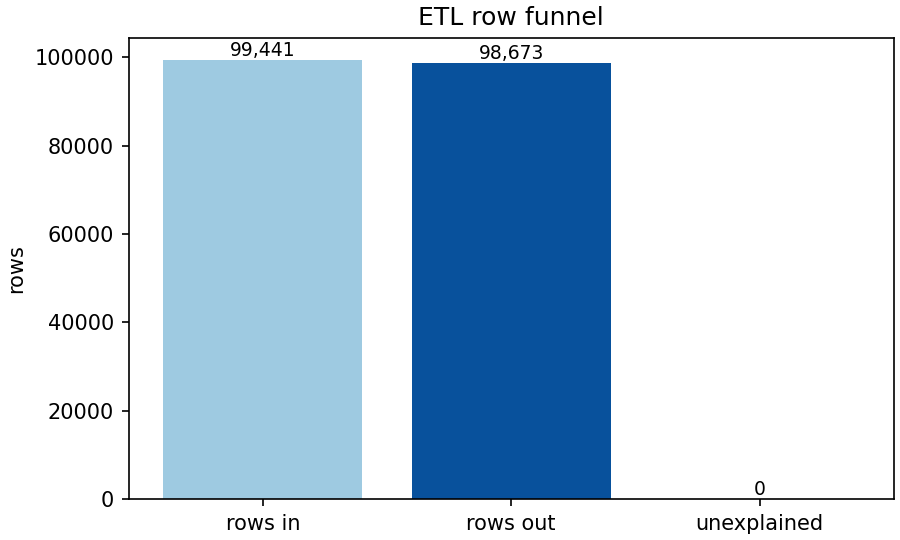 ETL row funnel
99,441
98,673
0
100000
80000
60000
40000
20000
0
rows
rows in
rows out
unexplained